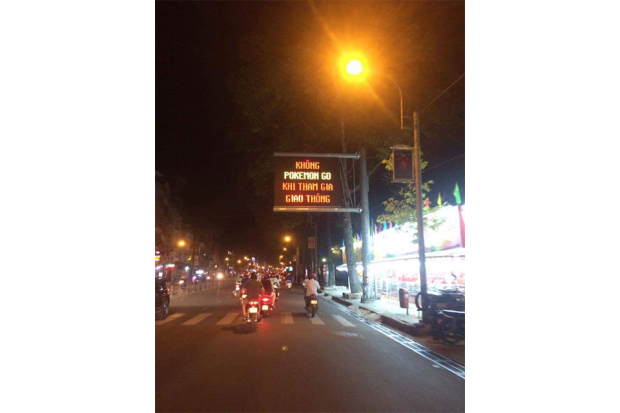 KHÔNG
POKEMON GO
KHI THAM GIA
GIAO THÔNG